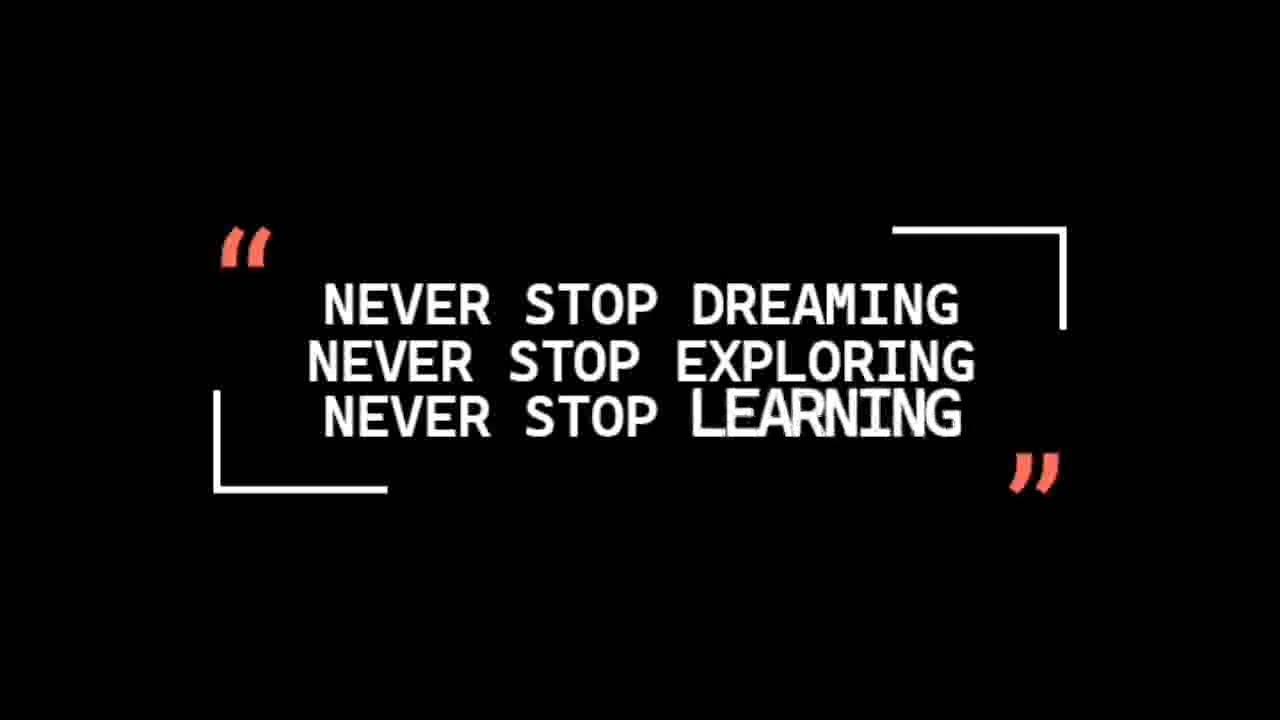 “
NEVER STOP DREAMING
NEVER STOP EXPLORING
NEVER STOP LEARNING
”